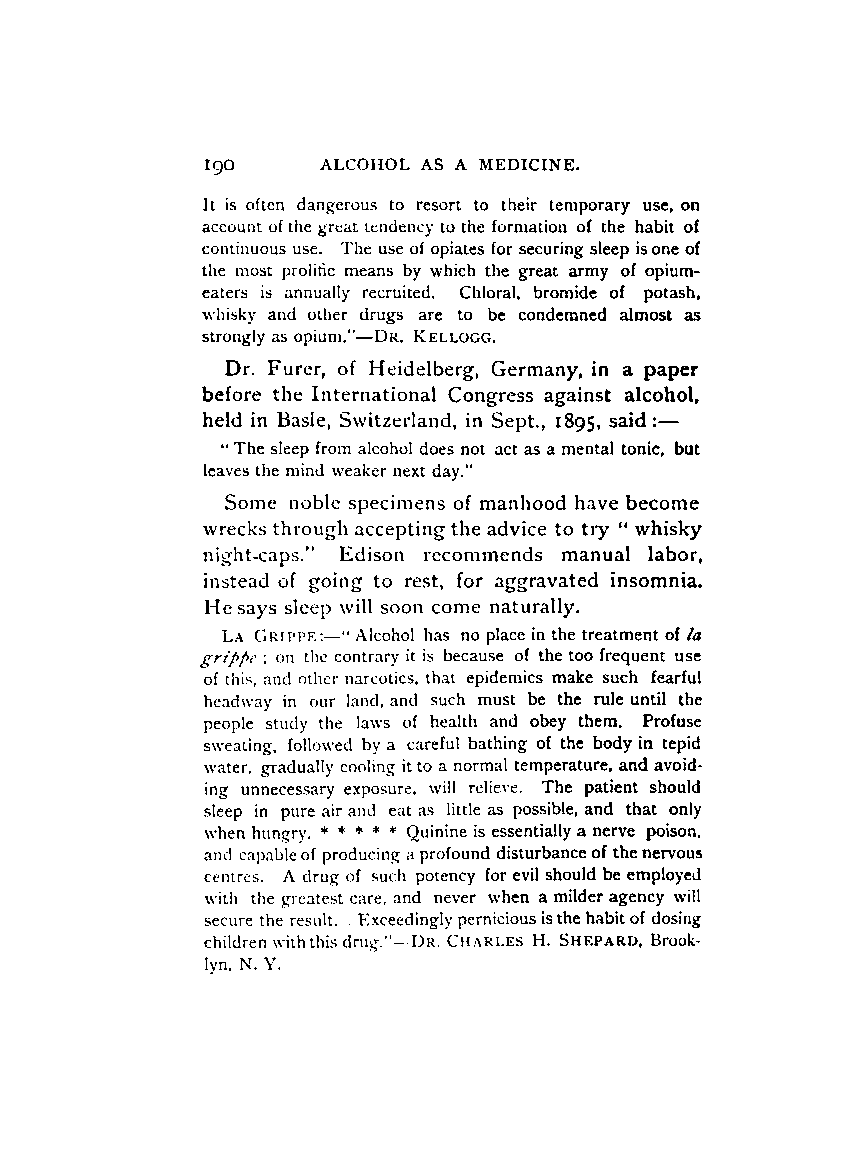 190 ALCOHOL AS A MEDICINE.
It is often dangerous to resort to their temporary use, on
account of the great tendency to the formation of the habit of
continuous use. The use of opiates for securing sleep is one of
the most prolific means by which the great army of opium-
eaters is annually recruited. Chloral, bromide of potash,
whisky and other drugs are to be condemned almost as
strongly as opium."—DR. KELLOGG.
Dr. Furer, of Heidelberg, Germany, in a paper
before the International Congress against alcohol,
held in Basle, Switzerland, in Sept., 1895, said :—
" The sleep from alcohol does not act as a mental tonic, but
leaves the mind weaker next day."
Some noble specimens of manhood have become
wrecks through accepting the advice to try " whisky
night-caps." Edison recommends manual labor,
instead of going to rest, for aggravated insomnia.
He says sleep will soon come naturally.
LA GRIPPE:—" Alcohol has no place in the treatment of la
grippe ; on the contrary it is because of the too frequent use
of this, and other narcotics, that epidemics make such fearful
headway in our land, and such must be the rule until the
people study the laws of health and obey them. Profuse
sweating, followed by a careful bathing of the body in tepid
water, gradually cooling it to a normal temperature, and avoid-
ing unnecessary exposure, will relieve. The patient should
sleep in pure air and eat as little as possible, and that only
when hungry. * * * * * Quinine is essentially a nerve poison,
and capable of producing a profound disturbance of the nervous
centres. A drug of such potency for evil should be employed
with the greatest care, and never when a milder agency will
secure the result. Exceedingly pernicious is the habit of dosing
children with this drug."—DR. CHARLES H. SHEPARD, Brook-
lyn, N. Y.